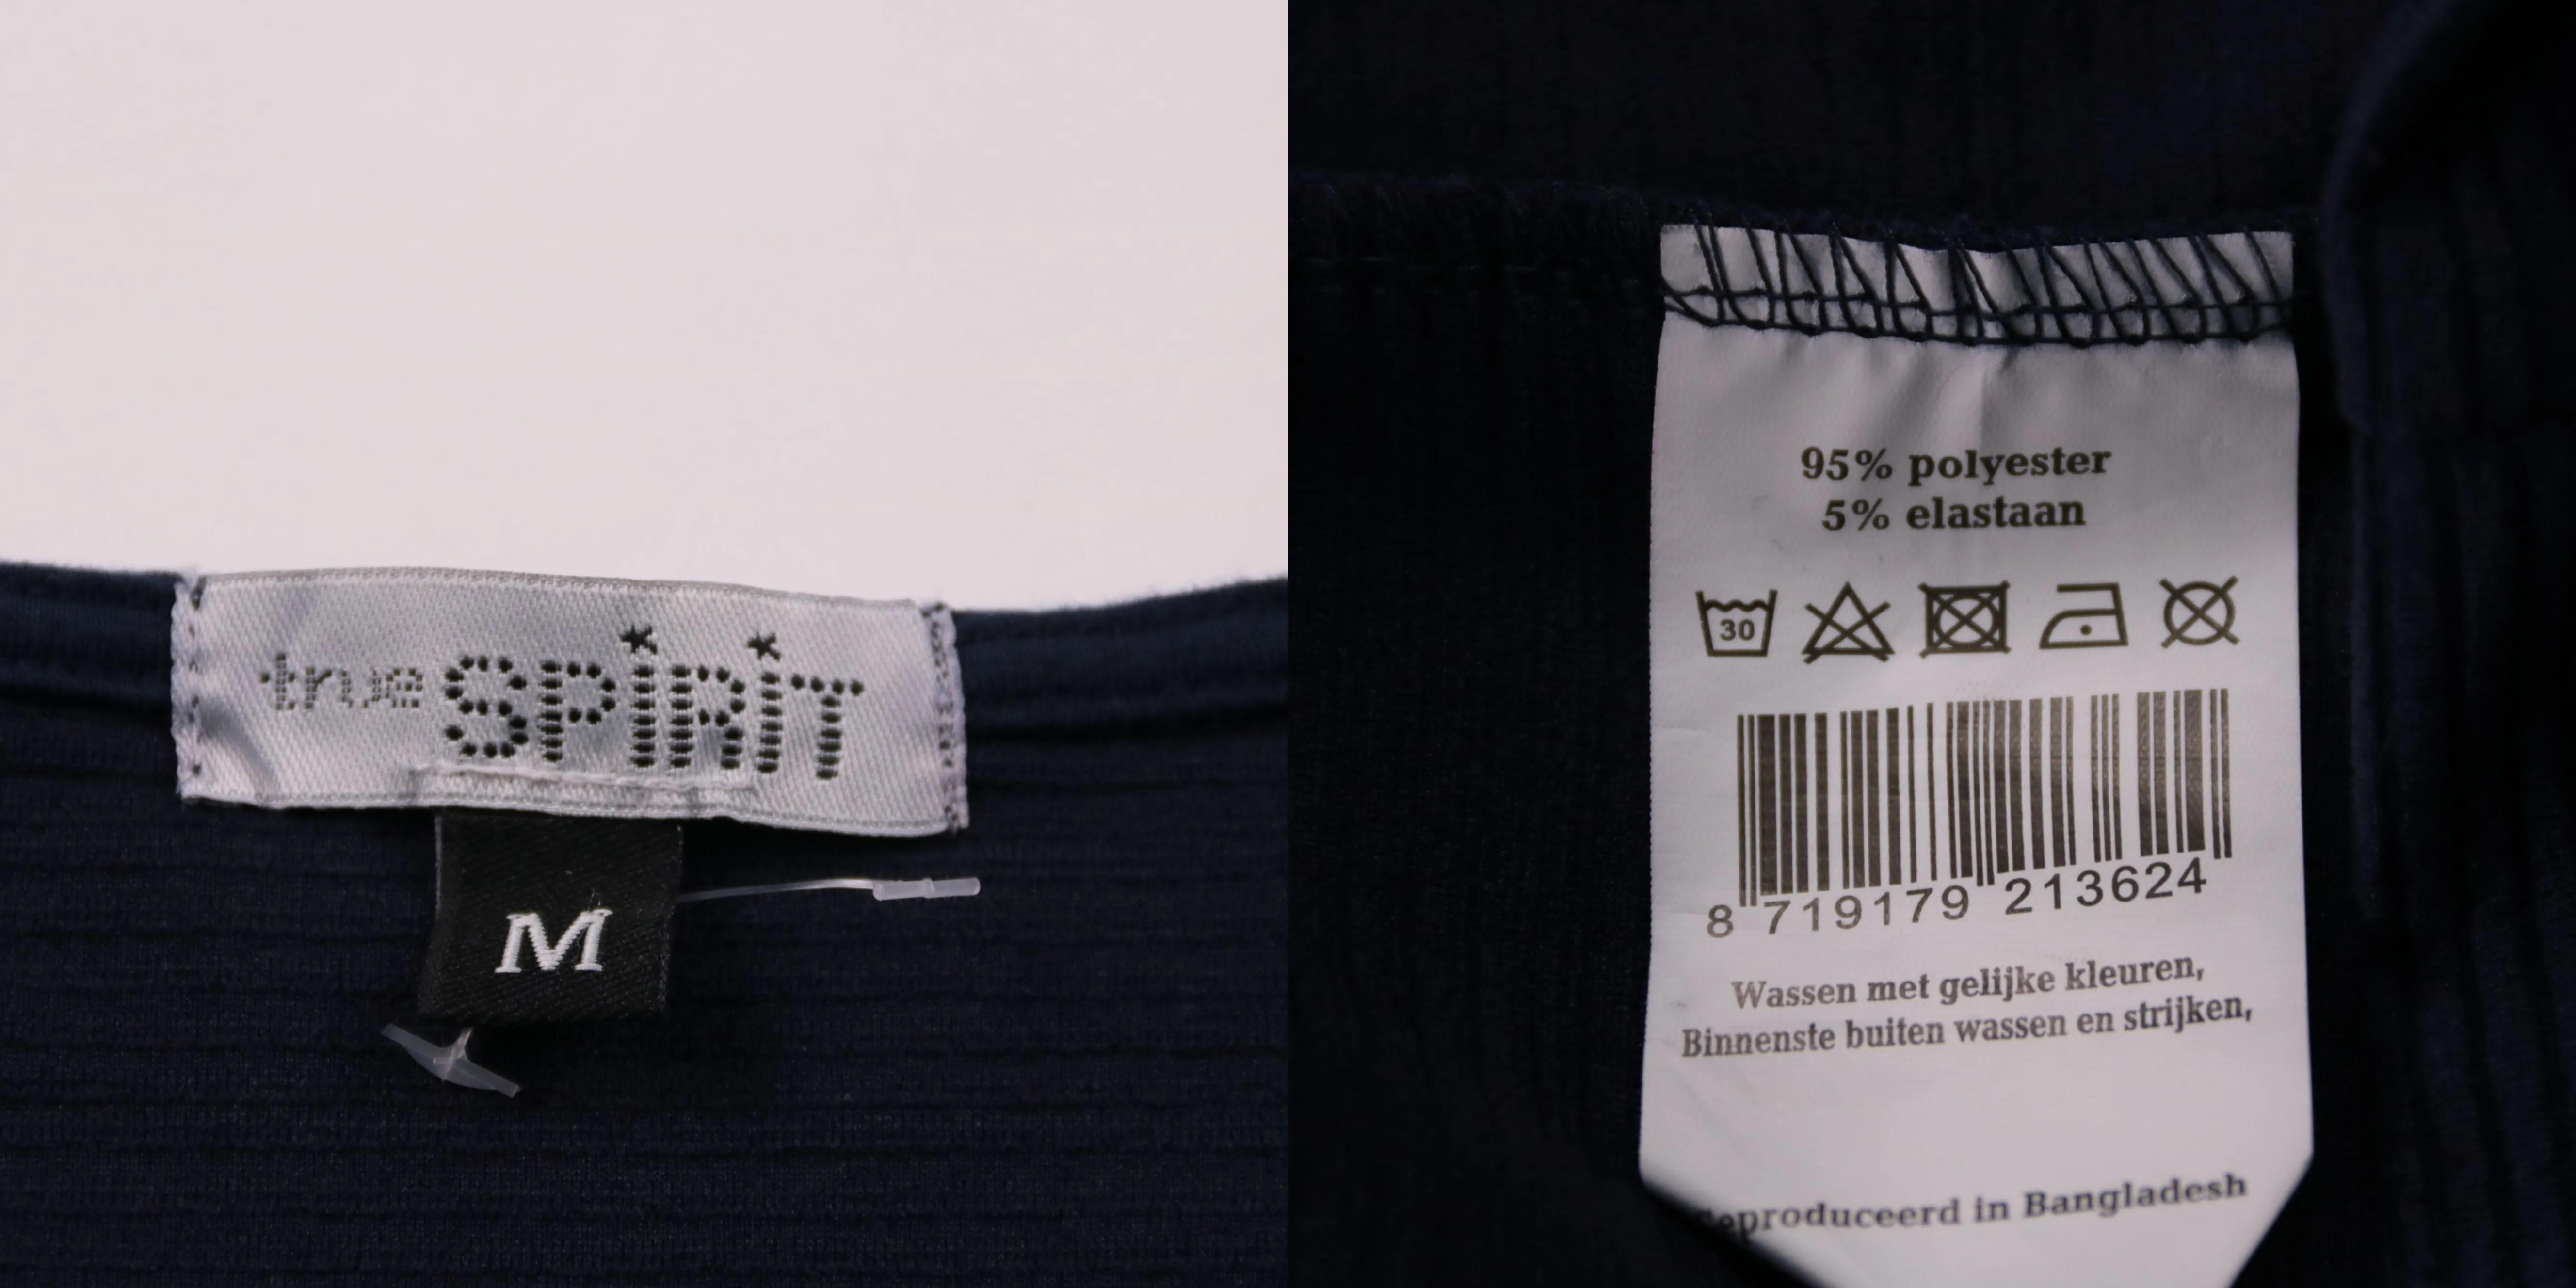 true SPiRiT
M
95% polyester
5% elastaan
30
8 719179 213624
Wassen met gelijke kleuren,
Binnenste buiten wassen en strijken,
in Bangladesh